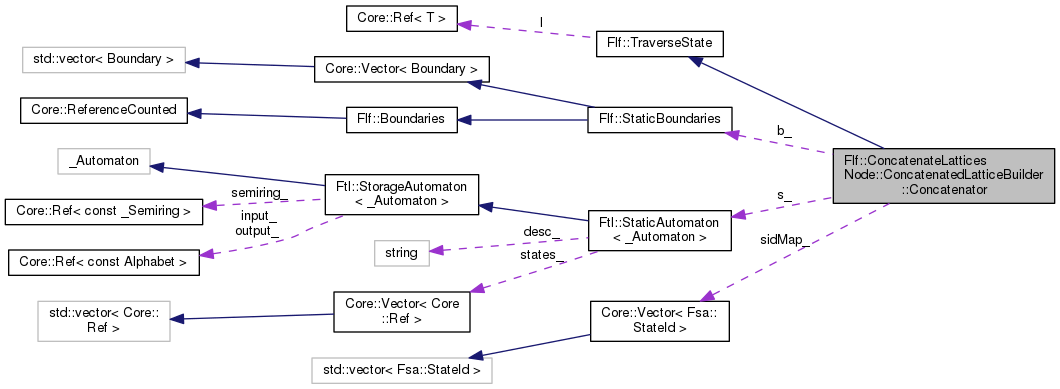 Core::Ref< T >
l
Flf::TraverseState
std::vector< Boundary >
Core::Vector< Boundary >
Core::ReferenceCounted
Flf::Boundaries
Flf::StaticBoundaries
b_
Flf::ConcatenateLattices
Node::ConcatenatedLatticeBuilder
::Concatenator
_Automaton
semiring_
Ftl::StorageAutomaton
< _Automaton >
s_
Core::Ref< const _Semiring >
input_
output_
Ftl::StaticAutomaton
< _Automaton >
desc_
string
sidMap_
Core::Ref< const Alphabet >
states_
std::vector< Core::
Ref >
Core::Vector< Core
::Ref >
Core::Vector< Fsa::
StateId >
std::vector< Fsa::StateId >